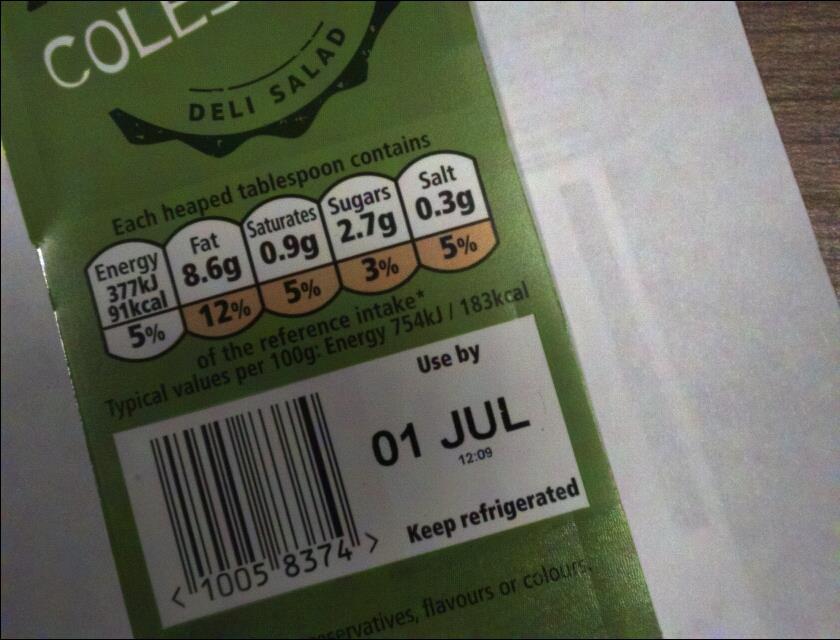 COLES
DELI SALAD
Each heaped tablespoon contains
Energy
377kJ
91kcal
5%
Fat
8.6g
12%
Saturates
0.9g
5%
Sugars
2.7g
3%
Salt
0.3g
5%
of the reference intake*
Typical values per 100g: Energy 754kJ / 183kcal
Use by
01 JUL
12:09
Keep refrigerated
< 1005 8374 >
flavours or colours.